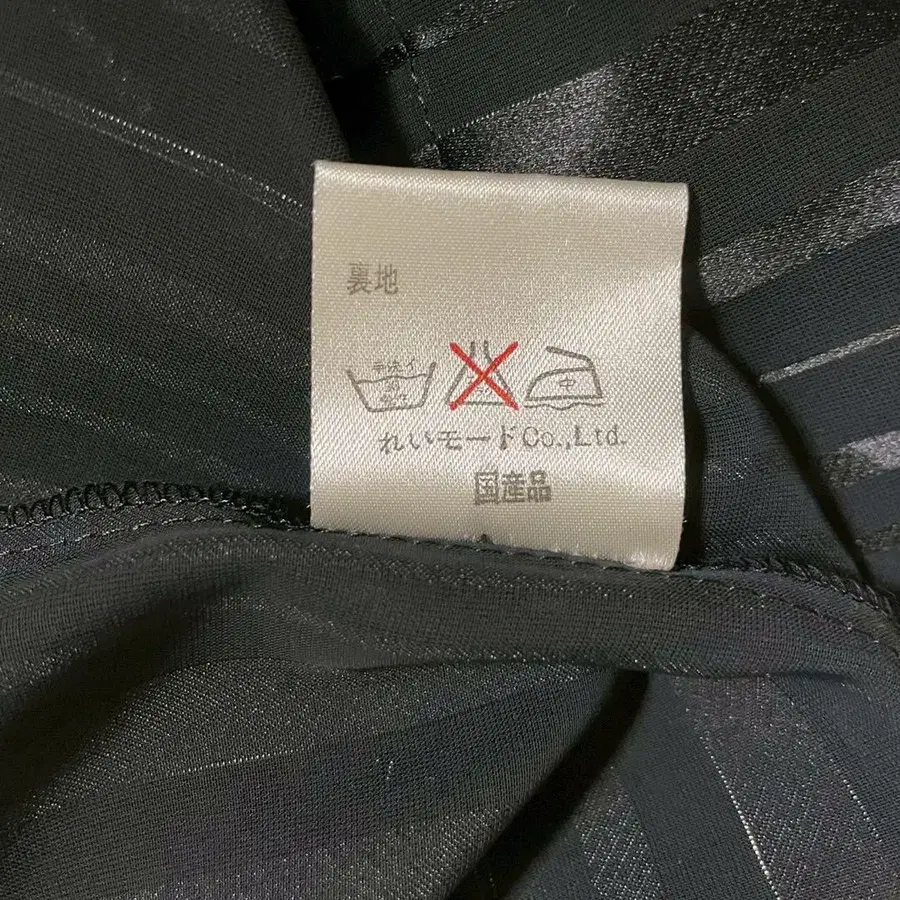 裏地
手洗イ
中
れいモードCo.,Ltd.
国産品